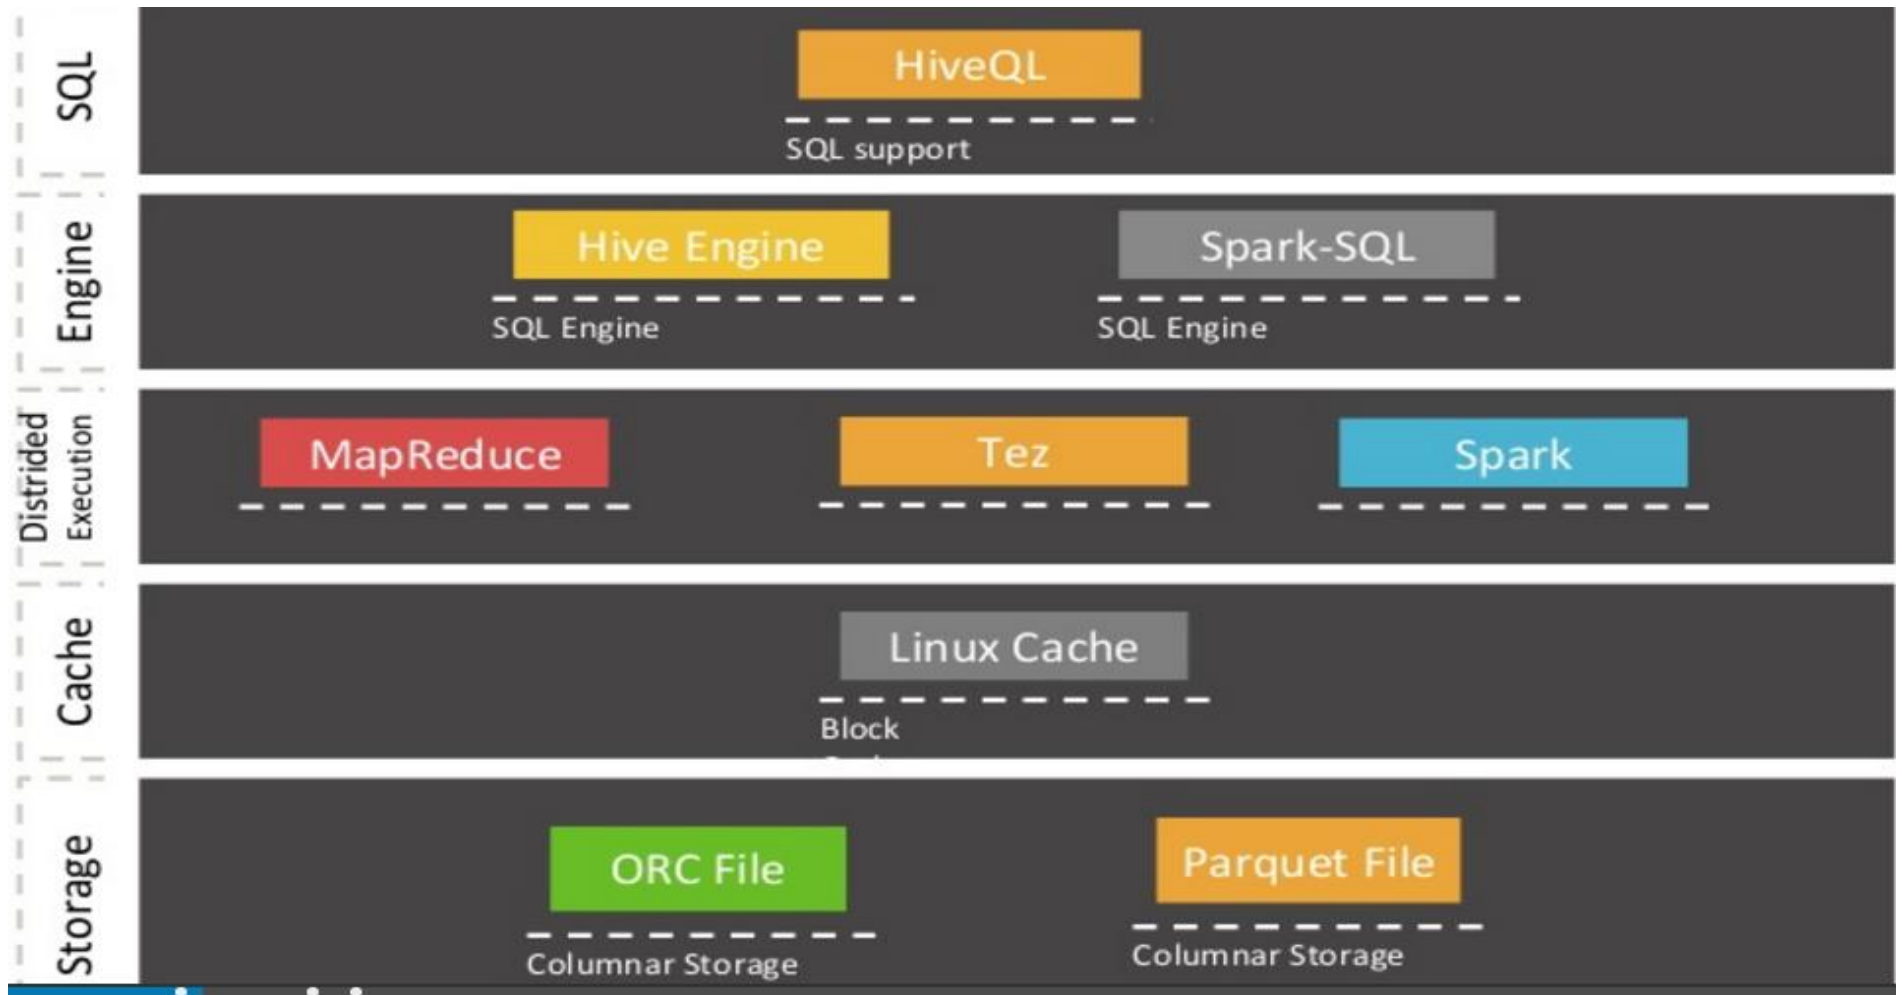 SQL
HiveQL
SQL support
Engine
Hive Engine
Spark-SQL
SQL Engine
SQL Engine
Distrided
Execution
MapReduce
Tez
Spark
Cache
Linux Cache
Block
Storage
ORC File
Parquet File
Columnar Storage
Columnar Storage